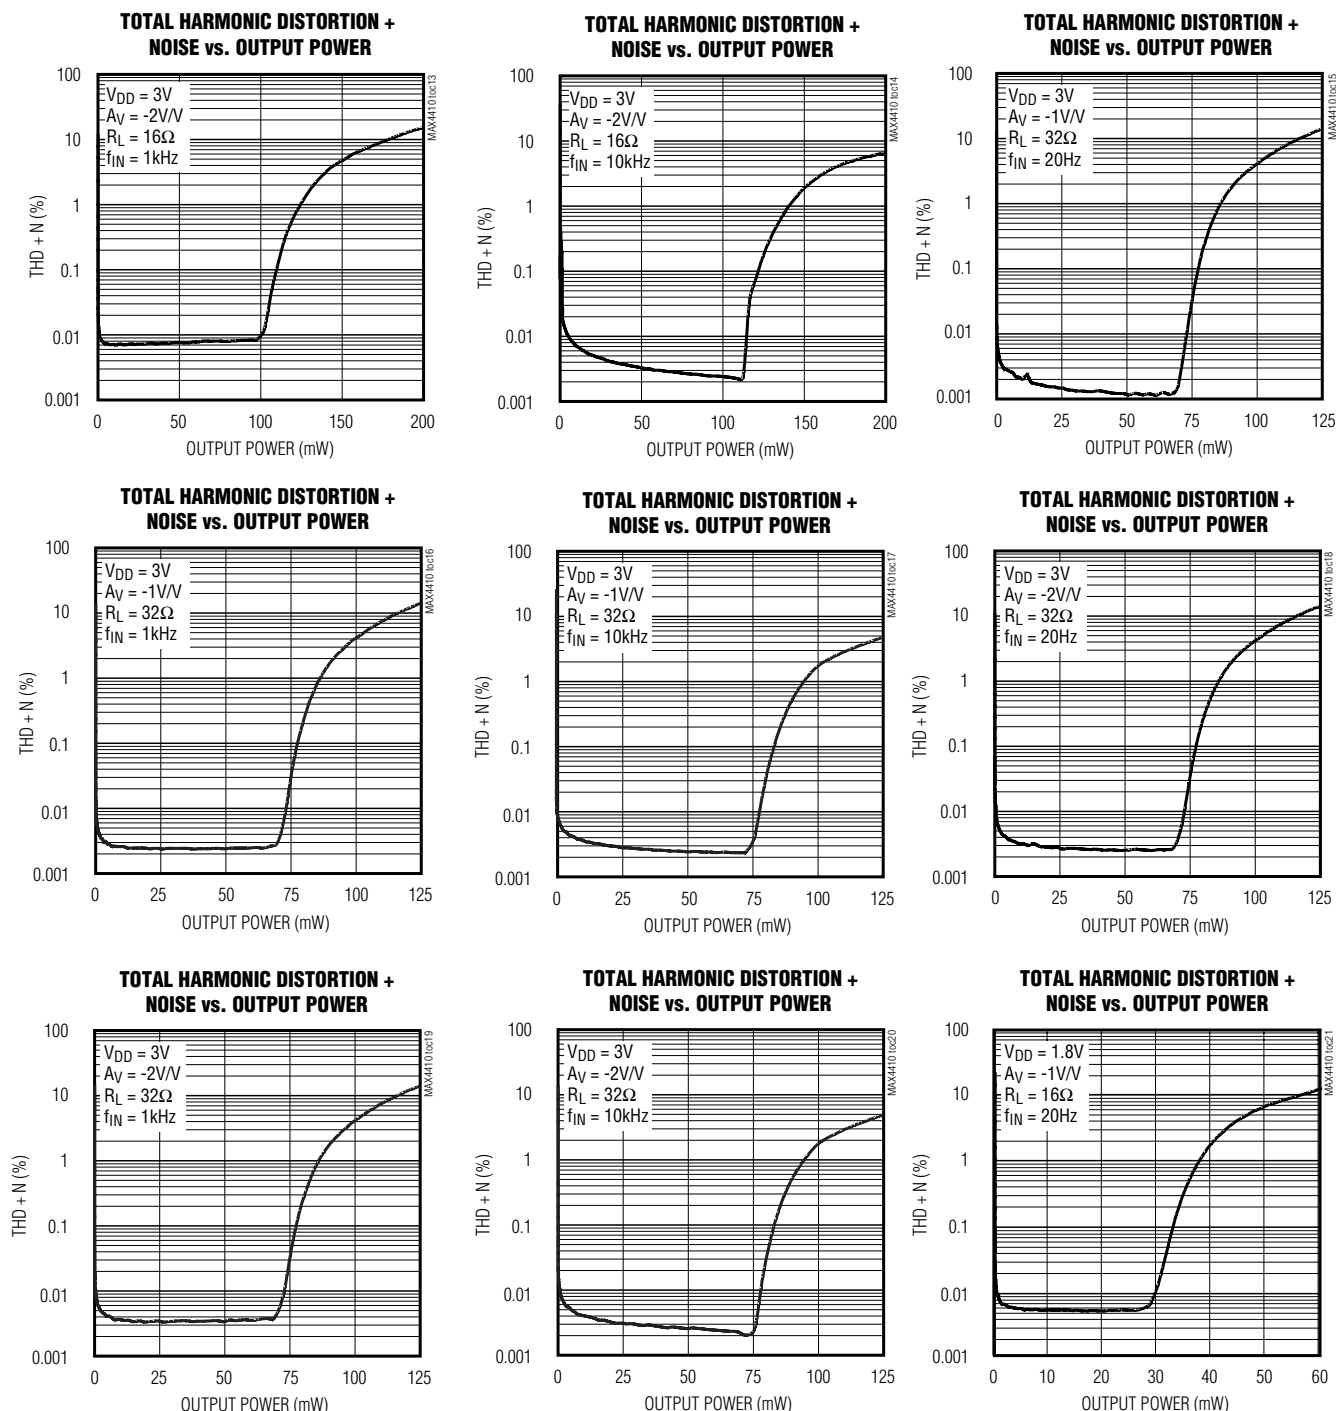 TOTAL HARMONIC DISTORTION +
NOISE vs. OUTPUT POWER
100
10
1
0.1
0.01
0.001
THD + N (%)
VDD = 3V
AV = -2V/V
RL = 16Ω
fIN = 1kHz
MAX4410 toc13
0 50 100 150 200
OUTPUT POWER (mW)
TOTAL HARMONIC DISTORTION +
NOISE vs. OUTPUT POWER
100
10
1
0.1
0.01
0.001
THD + N (%)
VDD = 3V
AV = -2V/V
RL = 16Ω
fIN = 10kHz
MAX4410 toc14
0 50 100 150 200
OUTPUT POWER (mW)
TOTAL HARMONIC DISTORTION +
NOISE vs. OUTPUT POWER
100
10
1
0.1
0.01
0.001
THD + N (%)
VDD = 3V
AV = -1V/V
RL = 32Ω
fIN = 20Hz
MAX4410 toc15
0 25 50 75 100 125
OUTPUT POWER (mW)
TOTAL HARMONIC DISTORTION +
NOISE vs. OUTPUT POWER
100
10
1
0.1
0.01
0.001
THD + N (%)
VDD = 3V
AV = -1V/V
RL = 32Ω
fIN = 1kHz
MAX4410 toc16
0 25 50 75 100 125
OUTPUT POWER (mW)
TOTAL HARMONIC DISTORTION +
NOISE vs. OUTPUT POWER
100
10
1
0.1
0.01
0.001
THD + N (%)
VDD = 3V
AV = -1V/V
RL = 32Ω
fIN = 10kHz
MAX4410 toc17
0 25 50 75 100 125
OUTPUT POWER (mW)
TOTAL HARMONIC DISTORTION +
NOISE vs. OUTPUT POWER
100
10
1
0.1
0.01
0.001
THD + N (%)
VDD = 3V
AV = -2V/V
RL = 32Ω
fIN = 20Hz
MAX4410 toc18
0 25 50 75 100 125
OUTPUT POWER (mW)
TOTAL HARMONIC DISTORTION +
NOISE vs. OUTPUT POWER
100
10
1
0.1
0.01
0.001
THD + N (%)
VDD = 3V
AV = -2V/V
RL = 32Ω
fIN = 1kHz
MAX4410 toc19
0 25 50 75 100 125
OUTPUT POWER (mW)
TOTAL HARMONIC DISTORTION +
NOISE vs. OUTPUT POWER
100
10
1
0.1
0.01
0.001
THD + N (%)
VDD = 3V
AV = -2V/V
RL = 32Ω
fIN = 10kHz
MAX4410 toc20
0 25 50 75 100 125
OUTPUT POWER (mW)
TOTAL HARMONIC DISTORTION +
NOISE vs. OUTPUT POWER
100
10
1
0.1
0.01
0.001
THD + N (%)
VDD = 1.8V
AV = -1V/V
RL = 16Ω
fIN = 20Hz
MAX4410 toc21
0 10 20 30 40 50 60
OUTPUT POWER (mW)